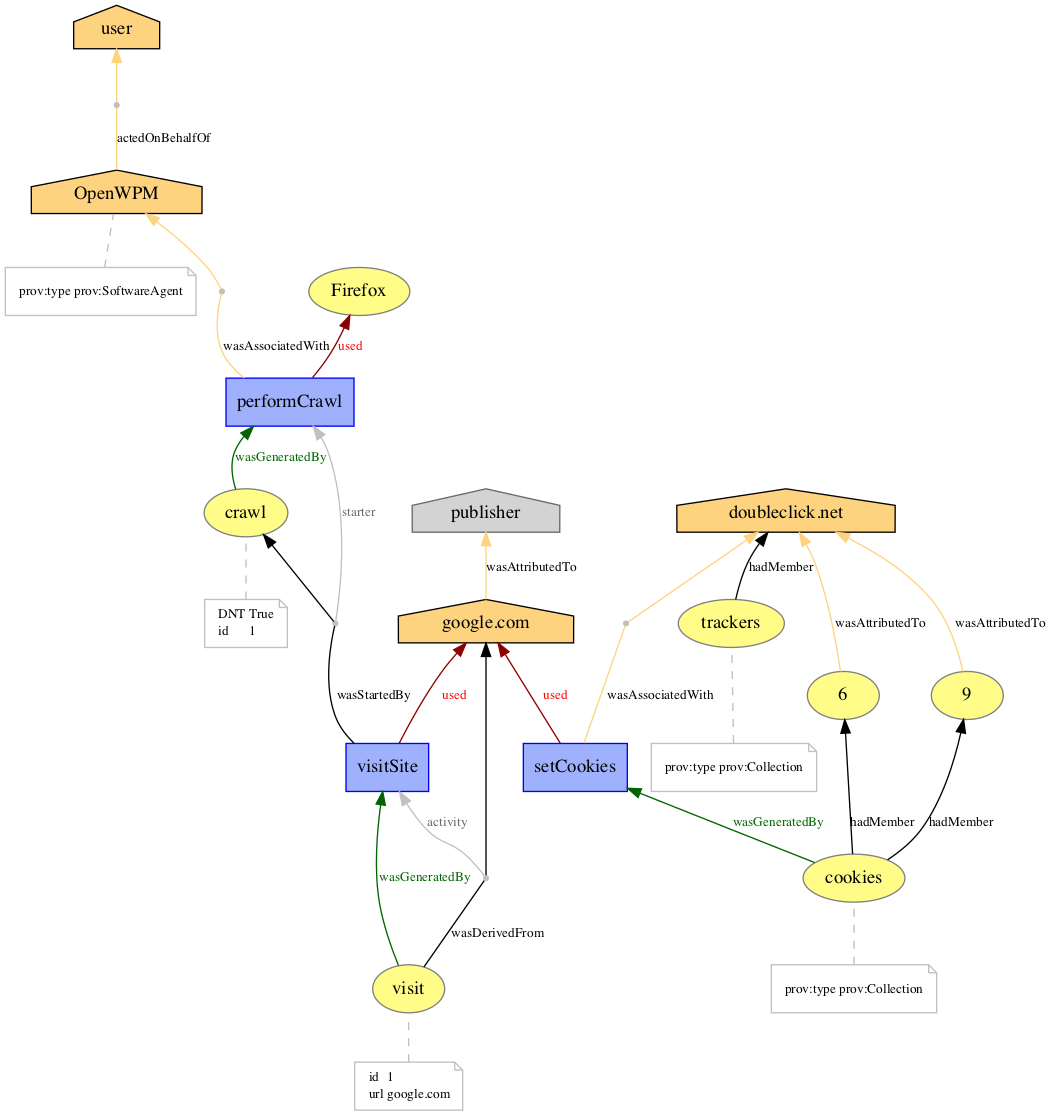 user
actedOnBehalfOf
OpenWPM
prov:type prov:SoftwareAgent
Firefox
wasAssociatedWith
used
performCrawl
wasGeneratedBy
crawl
starter
publisher
doubleclick.net
wasAttributedTo
hadMember
DNT True
id 1
google.com
trackers
wasAttributedTo
wasAttributedTo
wasStartedBy
used
used
wasAssociatedWith
6
9
visitSite
setCookies
prov:type prov:Collection
activity
wasGeneratedBy
hadMember
hadMember
wasGeneratedBy
cookies
wasDerivedFrom
visit
prov:type prov:Collection
id 1
url google.com